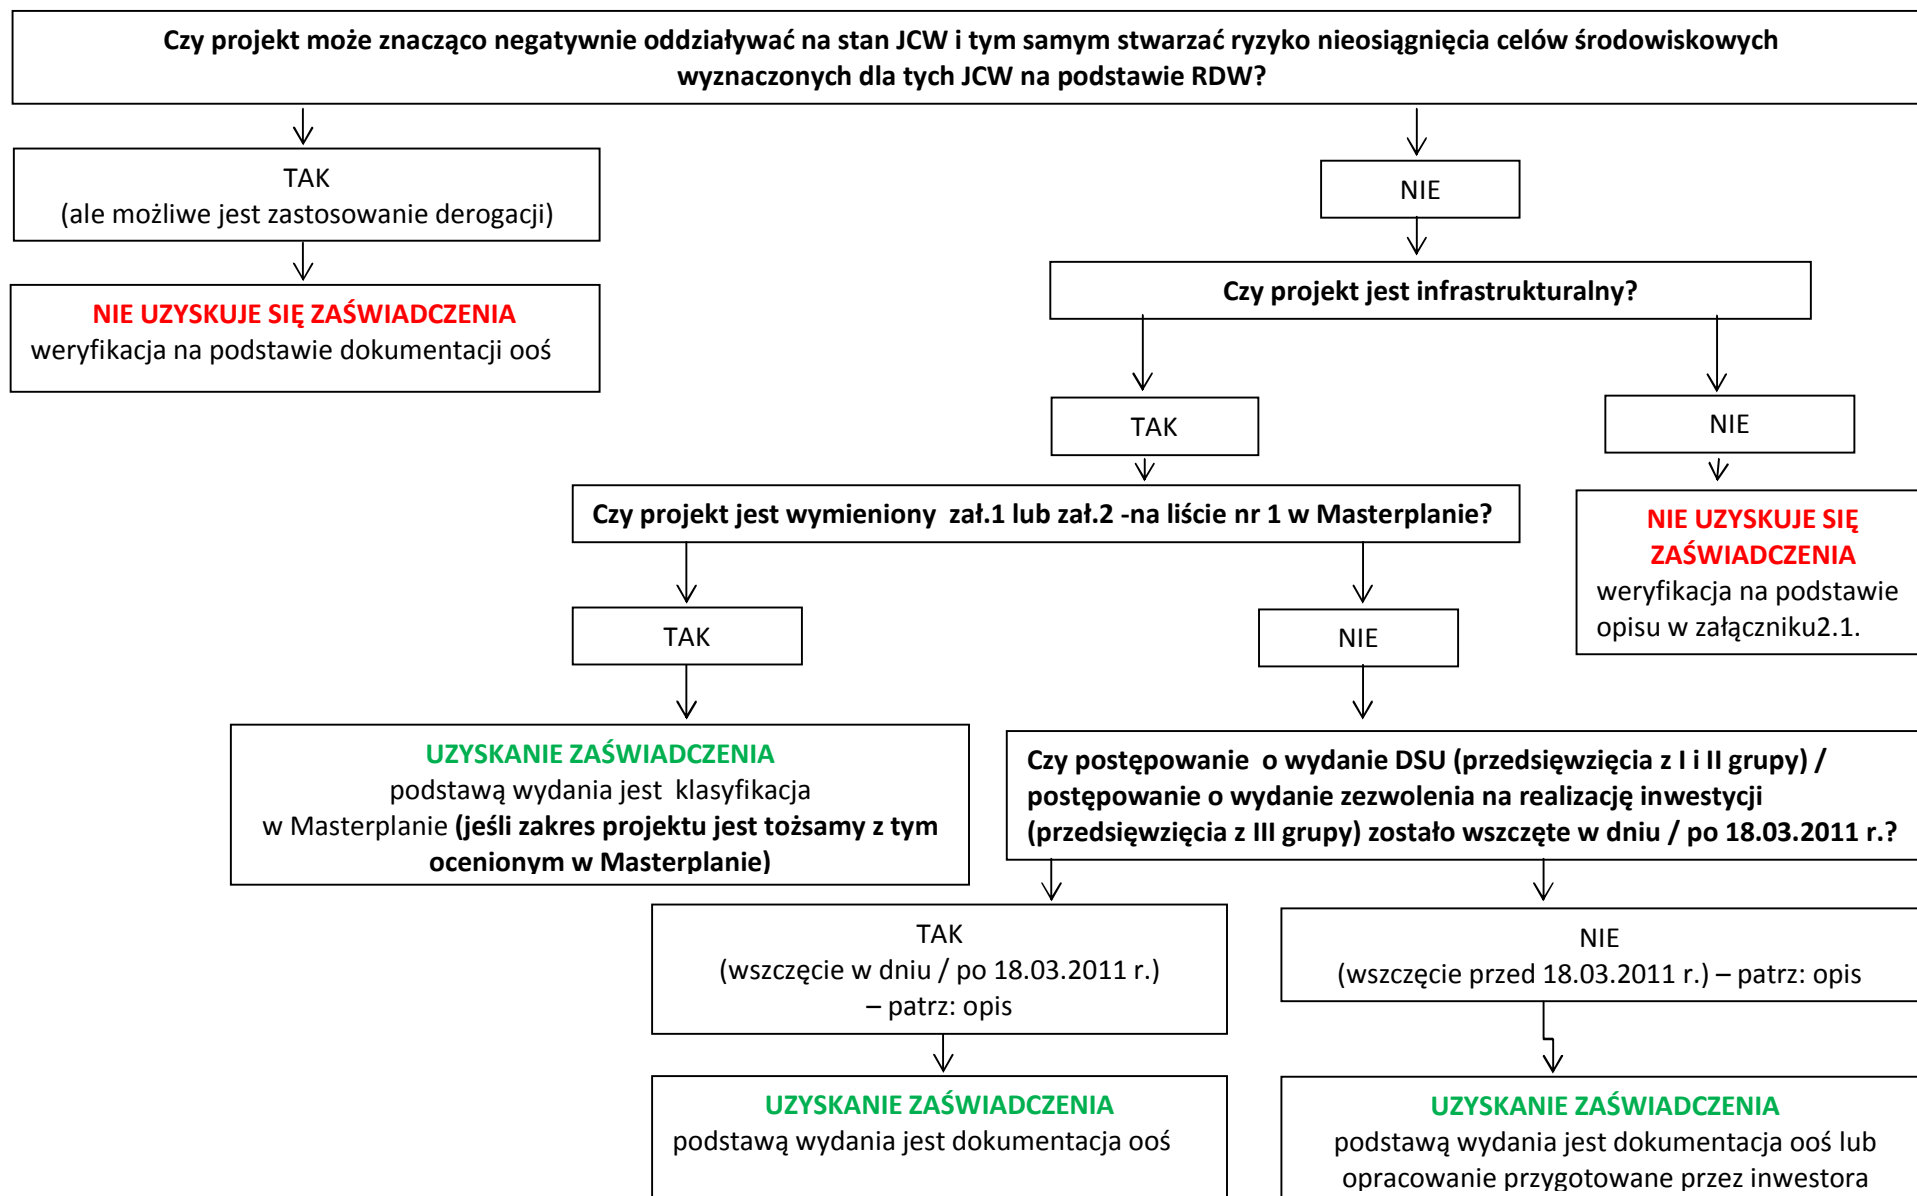 Czy projekt może znacząco negatywnie oddziaływać na stan JCW i tym samym stwarzać ryzyko nieosiągnięcia celów środowiskowych
wyznaczonych dla tych JCW na podstawie RDW?
TAK
(ale możliwe jest zastosowanie derogacji)
NIE
NIE UZYSKUJE SIĘ ZAŚWIADCZENIA
weryfikacja na podstawie dokumentacji ooś
Czy projekt jest infrastrukturalny?
TAK
NIE
Czy projekt jest wymieniony  zał.1 lub zał.2 -na liście nr 1 w Masterplanie?
NIE UZYSKUJE SIĘ
ZAŚWIADCZENIA
weryfikacja na podstawie
opisu w załączniku2.1.
TAK
NIE
UZYSKANIE ZAŚWIADCZENIA
podstawą wydania jest  klasyfikacja
w Masterplanie (jeśli zakres projektu jest tożsamy z tym
ocenionym w Masterplanie)
Czy postępowanie  o wydanie DSU (przedsięwzięcia z I i II grupy) /
postępowanie o wydanie zezwolenia na realizację inwestycji
(przedsięwzięcia z III grupy) zostało wszczęte w dniu / po 18.03.2011 r.?
TAK
(wszczęcie w dniu / po 18.03.2011 r.)
– patrz: opis
NIE
(wszczęcie przed 18.03.2011 r.) – patrz: opis
UZYSKANIE ZAŚWIADCZENIA
podstawą wydania jest dokumentacja ooś
UZYSKANIE ZAŚWIADCZENIA
podstawą wydania jest dokumentacja ooś lub
opracowanie przygotowane przez inwestora